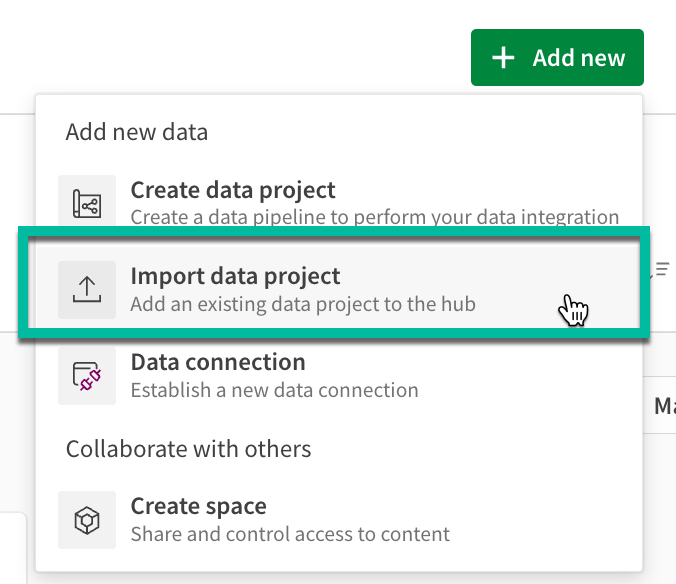 + Add new
Add new data
Create data project
Create a data pipeline to perform your data integration
Import data project
Add an existing data project to the hub
Data connection
Establish a new data connection
Ma
Collaborate with others
Create space
Share and control access to content